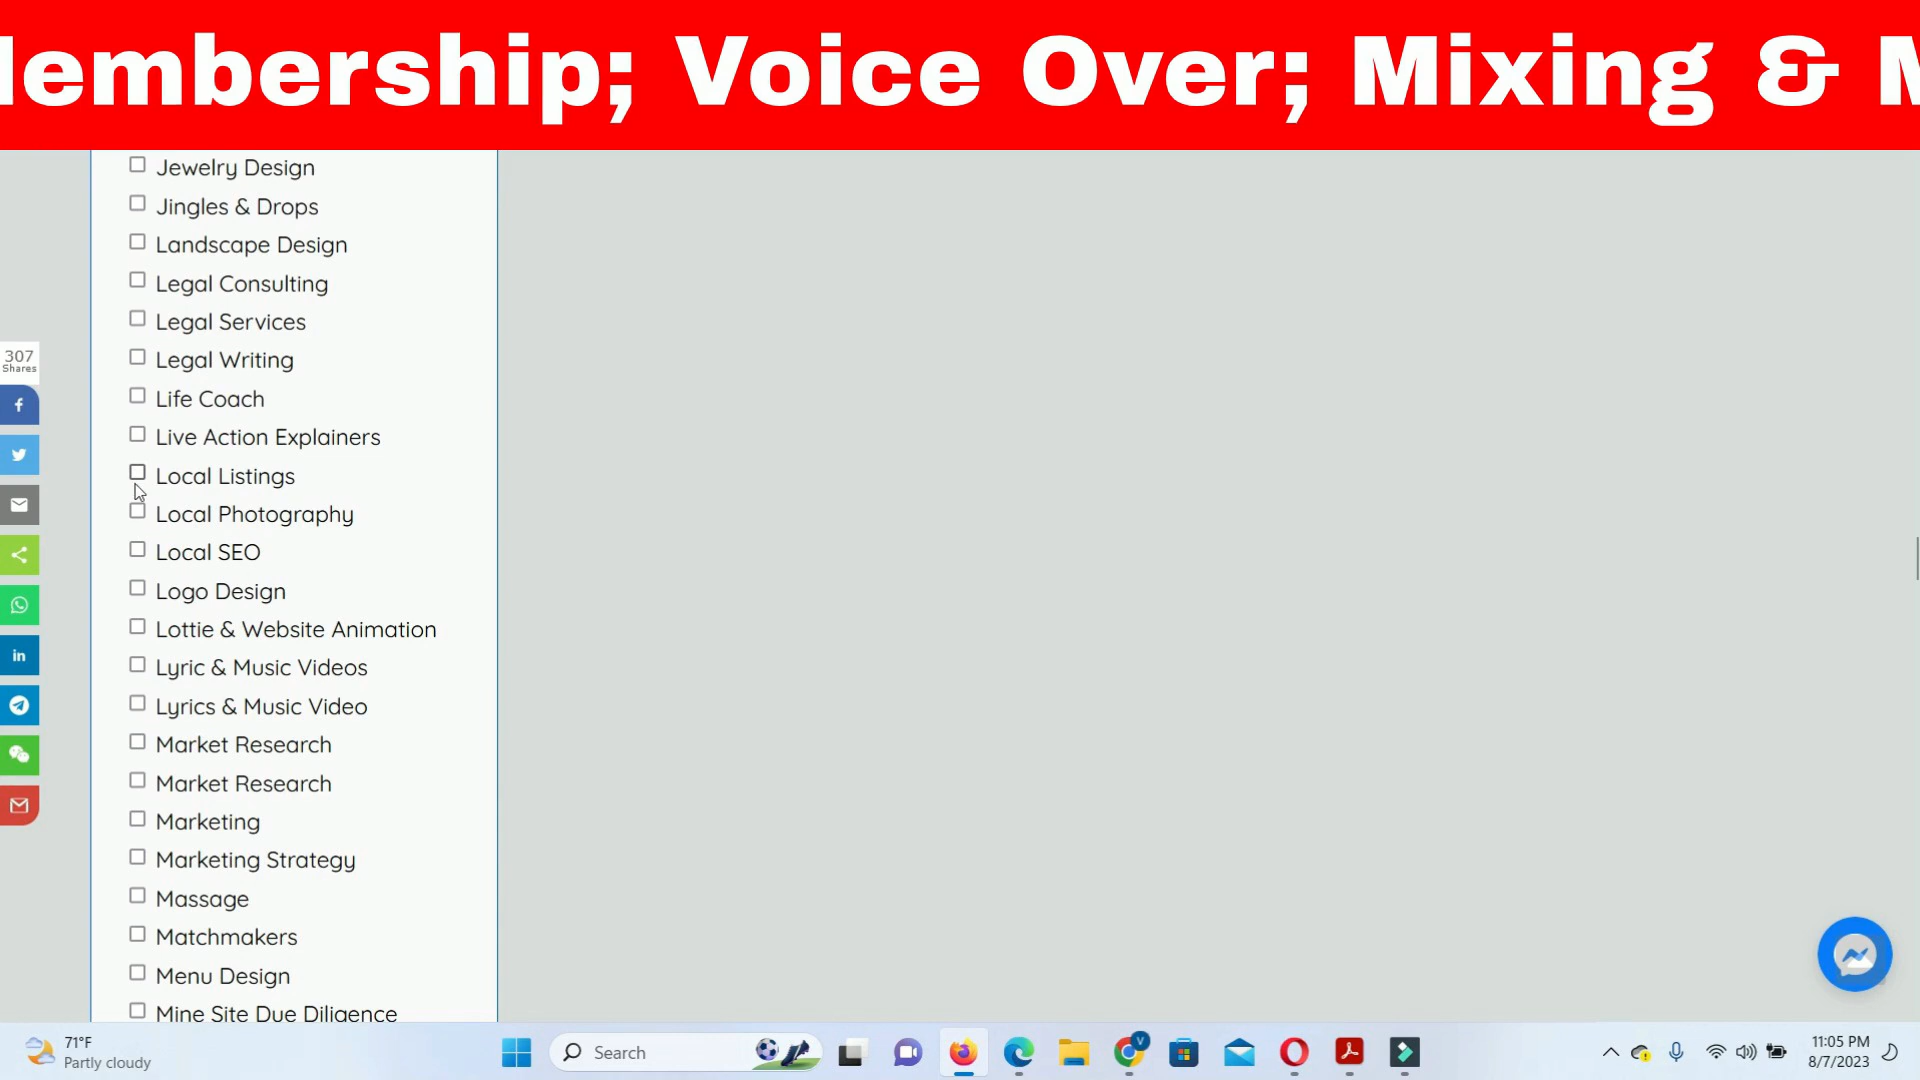 embership; Voice Over; Mixing &
Jewelry Design
Jingles & Drops
Landscape Design
Legal Consulting
Legal Services
Legal Writing
Life Coach
Live Action Explainers
Local Listings
Local Photography
Local SEO
Logo Design
Lottie & Website Animation
Lyric & Music Videos
Lyrics & Music Video
Market Research
Market Research
Marketing
Marketing Strategy
Massage
Matchmakers
Menu Design
Mine Site Due Diligence
307
Shares
f
in
71°F
Partly cloudy
Search
V
11:05 PM
8/7/2023